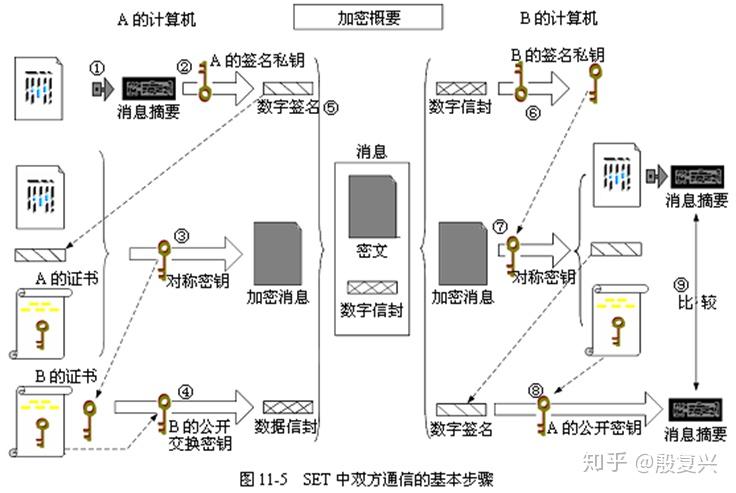 A 的计算机
加密概要
B 的计算机
①
②
A 的签名私钥
消息摘要
数字签名
⑤
数字信封
B 的签名私钥
⑥
消息
密文
数字信封
A 的证书
③
对称密钥
加密消息
加密消息
⑦
对称密钥
消息摘要
⑨
比较
B 的证书
④
B 的公开
交换密钥
数据信封
数字签名
⑧
A 的公开密钥
消息摘要
知乎 @殷复兴
图 11-5 SET 中双方通信的基本步骤